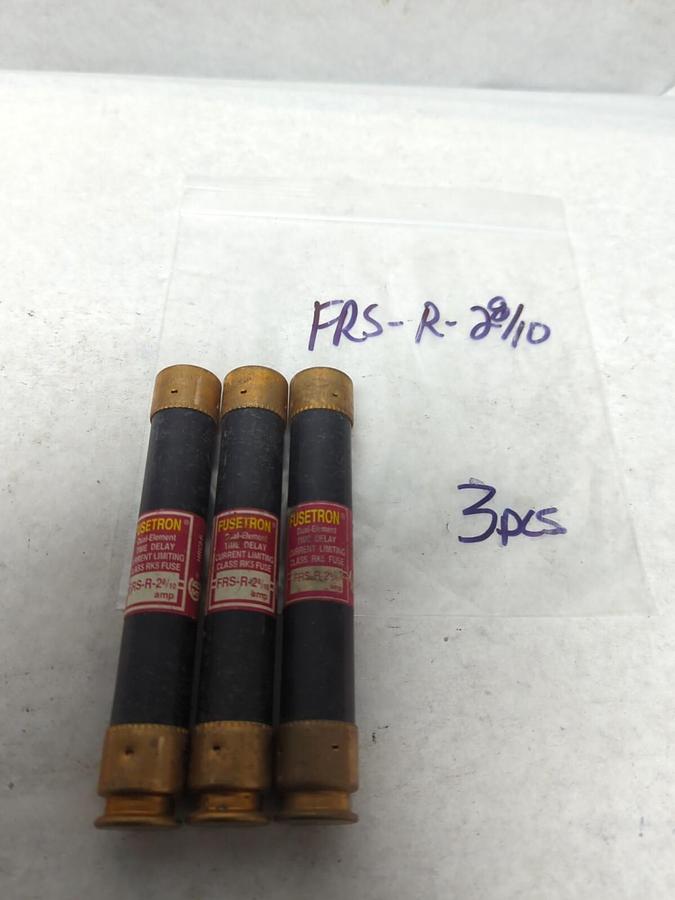 FRS-R-2 8/10
3pcs
FUSETRON®
Dual-Element
TIME DELAY
CURRENT LIMITING
CLASS RK5 FUSE
FRS-R-2 8/10
amp
FUSETRON®
Dual-Element
TIME DELAY
CURRENT LIMITING
CLASS RK5 FUSE
FRS-R-2 8/10
amp
FUSETRON®
Dual-Element
TIME DELAY
CURRENT LIMITING
CLASS RK5 FUSE